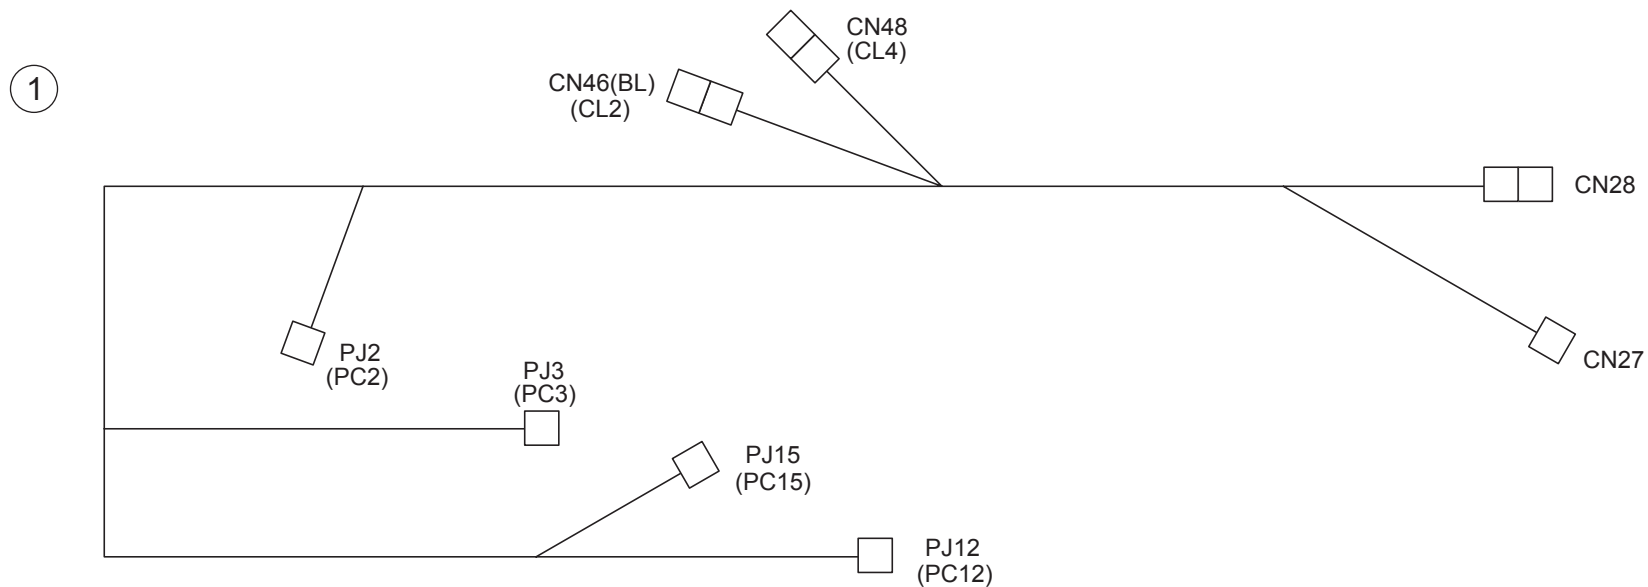 1
CN48
(CL4)
CN46(BL)
(CL2)
CN28
PJ2
(PC2)
CN27
PJ3
(PC3)
PJ15
(PC15)
PJ12
(PC12)